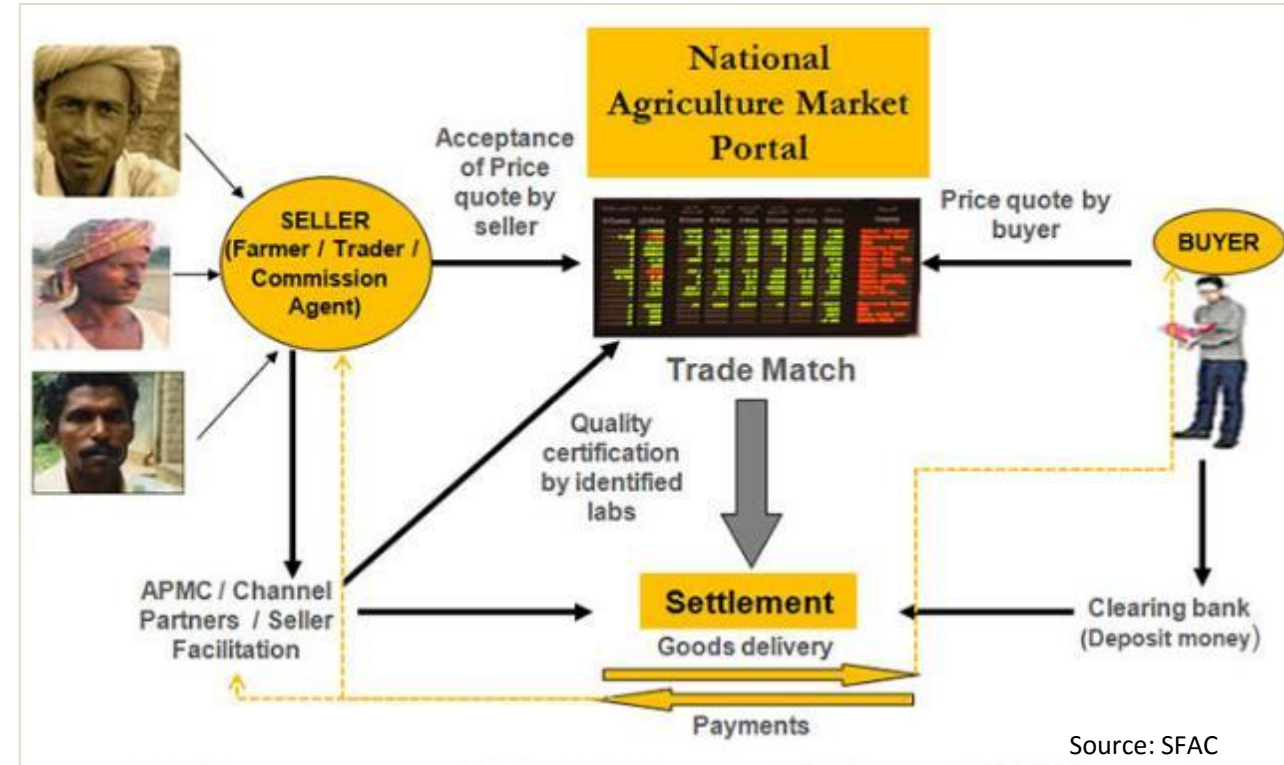 National
Agriculture Market
Portal
Acceptance
of Price
quote by
seller
SELLER
(Farmer / Trader /
Commission
Agent)
Price quote by
buyer
BUYER
Trade Match
Quality
certification
by identified
labs
APMC / Channel
Partners / Seller
Facilitation
Settlement
Goods delivery
Payments
Clearing bank
(Deposit money)
Source: SFAC